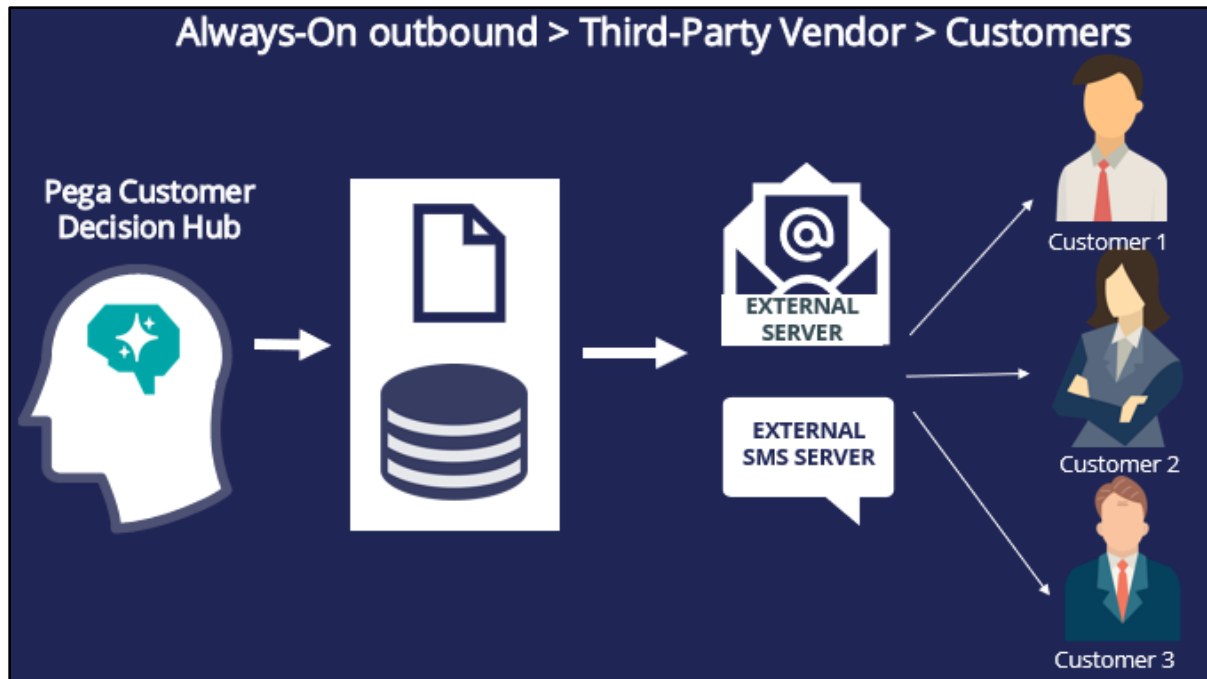 Always-On outbound > Third-Party Vendor > Customers
Pega Customer
Decision Hub
@
EXTERNAL
SERVER
EXTERNAL
SMS SERVER
Customer 1
Customer 2
Customer 3